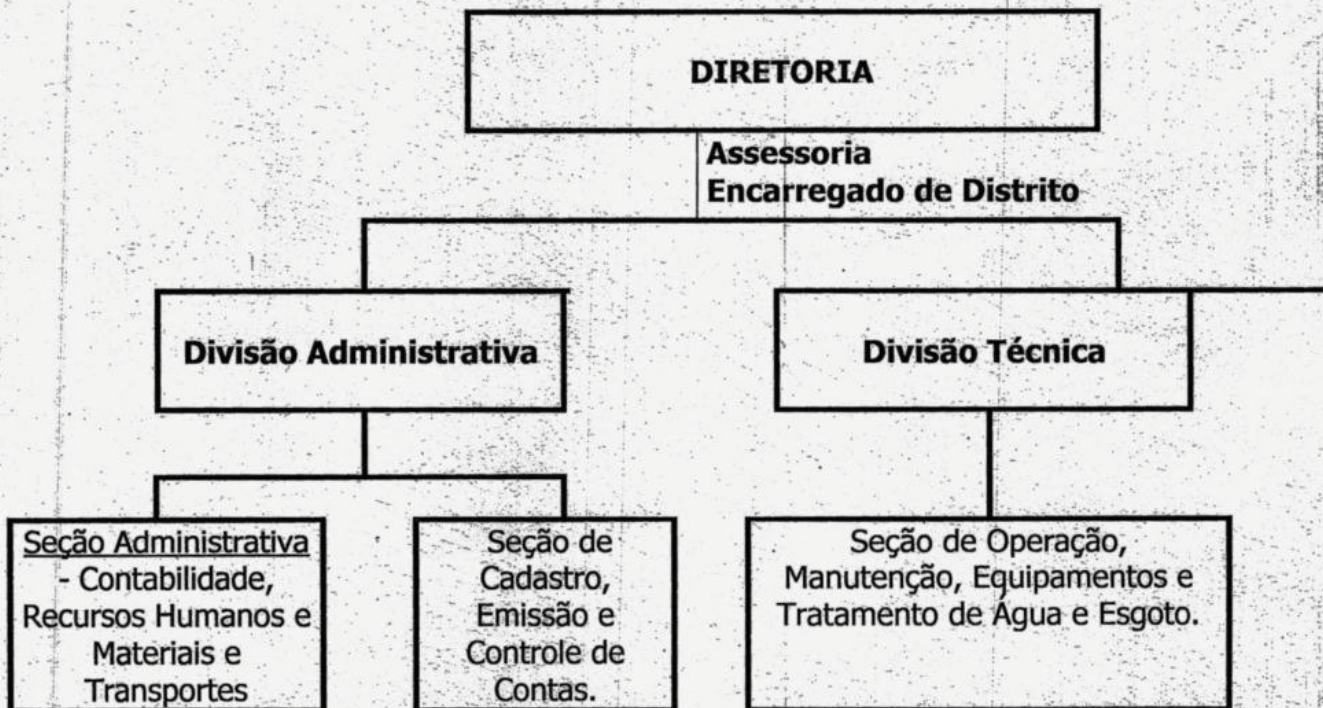 DIRETORIA
Assessoria
Encarregado de Distrito
Divisão Administrativa
Divisão Técnica
Seção Administrativa
- Contabilidade,
Recursos Humanos e
Materiais e
Transportes
Seção de
Cadastro,
Emissão e
Controle de
Contas.
Seção de Operação,
Manutenção, Equipamentos e
Tratamento de Água e Esgoto.